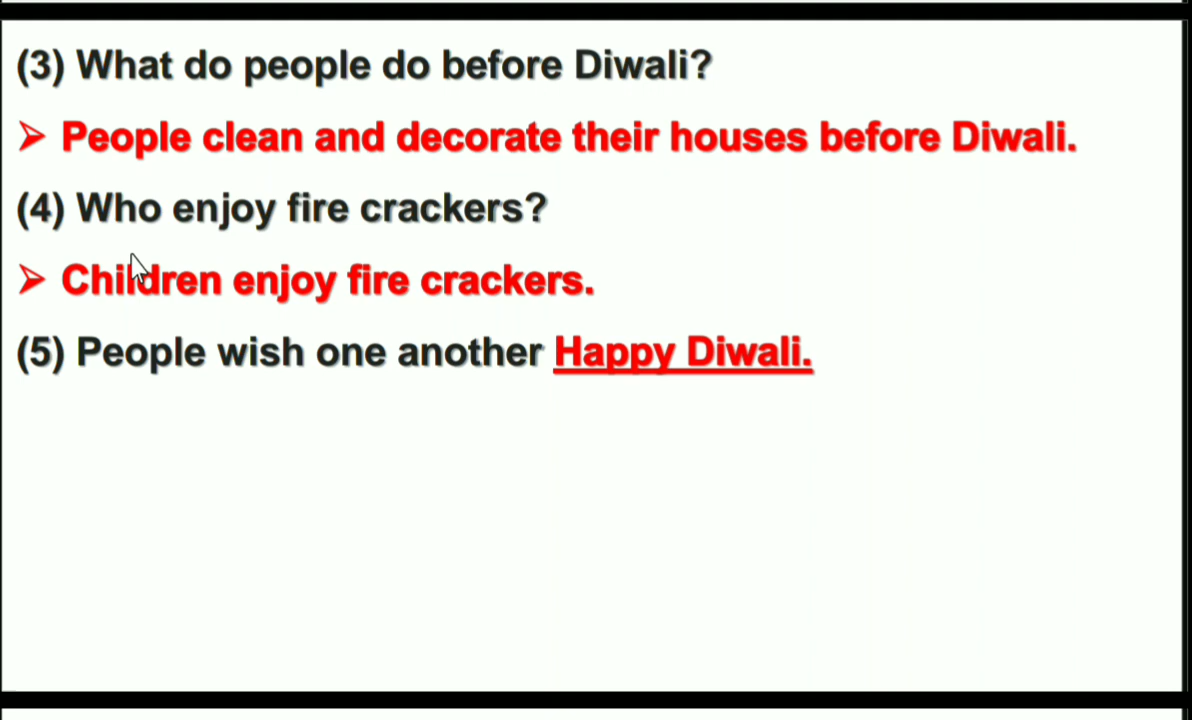 (3) What do people do before Diwali?
➢ People clean and decorate their houses before Diwali.
(4) Who enjoy fire crackers?
➢ Children enjoy fire crackers.
(5) People wish one another Happy Diwali.